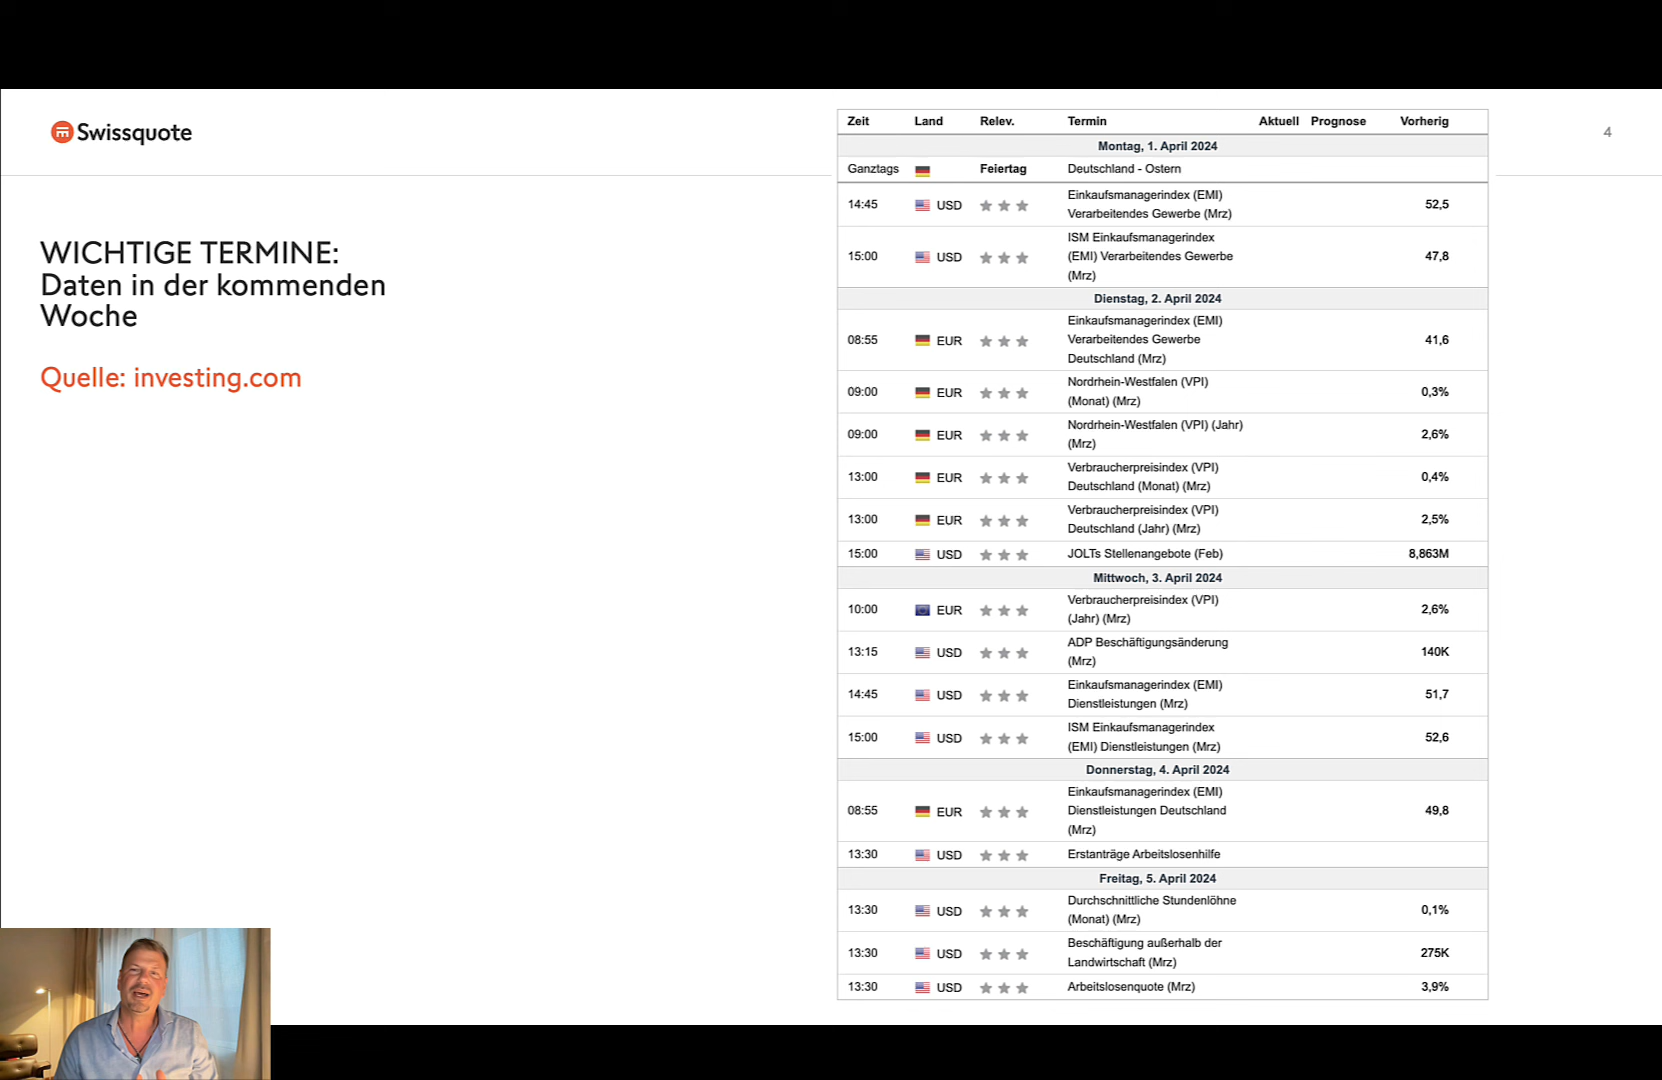 Swissquote
4
WICHTIGE TERMINE:
Daten in der kommenden
Woche
Quelle: investing.com
Zeit Land Relev. Termin Aktuell Prognose Vorherig
Montag, 1. April 2024
Ganztags Feiertag Deutschland - Ostern
14:45 USD Einkaufsmanagerindex (EMI)
Verarbeitendes Gewerbe (Mrz) 52,5
15:00 USD ISM Einkaufsmanagerindex
(EMI) Verarbeitendes Gewerbe 47,8
(Mrz)
Dienstag, 2. April 2024
Einkaufsmanagerindex (EMI)
08:55 EUR Verarbeitendes Gewerbe 41,6
Deutschland (Mrz)
09:00 EUR Nordrhein-Westfalen (VPI)
(Monat) (Mrz) 0,3%
09:00 EUR Nordrhein-Westfalen (VPI) (Jahr)
(Mrz) 2,6%
13:00 EUR Verbraucherpreisindex (VPI)
Deutschland (Monat) (Mrz) 0,4%
13:00 EUR Verbraucherpreisindex (VPI)
Deutschland (Jahr) (Mrz) 2,5%
15:00 USD JOLTs Stellenangebote (Feb) 8,863M
Mittwoch, 3. April 2024
10:00 EUR Verbraucherpreisindex (VPI)
(Jahr) (Mrz) 2,6%
13:15 USD ADP Beschäftigungsänderung
(Mrz) 140K
14:45 USD Einkaufsmanagerindex (EMI)
Dienstleistungen (Mrz) 51,7
15:00 USD ISM Einkaufsmanagerindex
(EMI) Dienstleistungen (Mrz) 52,6
Donnerstag, 4. April 2024
Einkaufsmanagerindex (EMI)
08:55 EUR Dienstleistungen Deutschland 49,8
(Mrz)
13:30 USD Erstanträge Arbeitslosenhilfe
Freitag, 5. April 2024
13:30 USD Durchschnittliche Stundenlöhne
(Monat) (Mrz) 0,1%
13:30 USD Beschäftigung außerhalb der
Landwirtschaft (Mrz) 275K
13:30 USD Arbeitslosenquote (Mrz) 3,9%